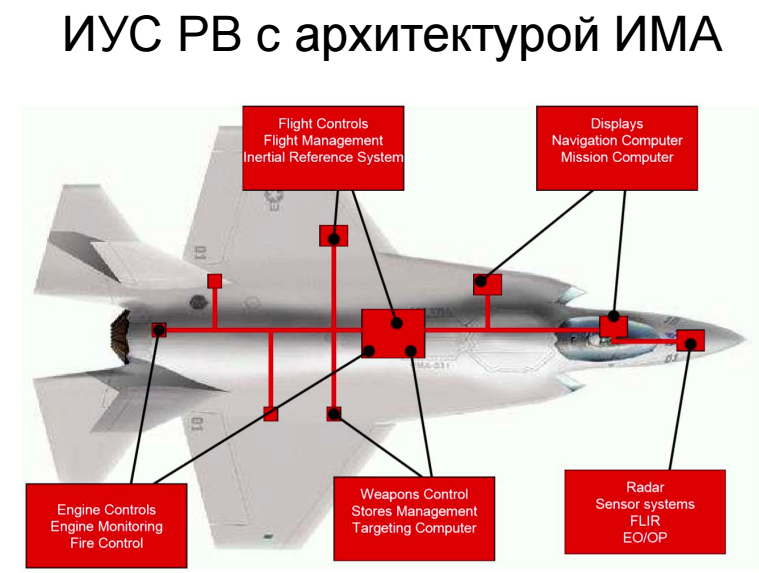 ИУС РВ с архитектурой ИМА
Flight Controls
Flight Management
Inertial Reference System
Displays
Navigation Computer
Mission Computer
Engine Controls
Engine Monitoring
Fire Control
Weapons Control
Stores Management
Targeting Computer
Radar
Sensor systems
FLIR
EO/OP